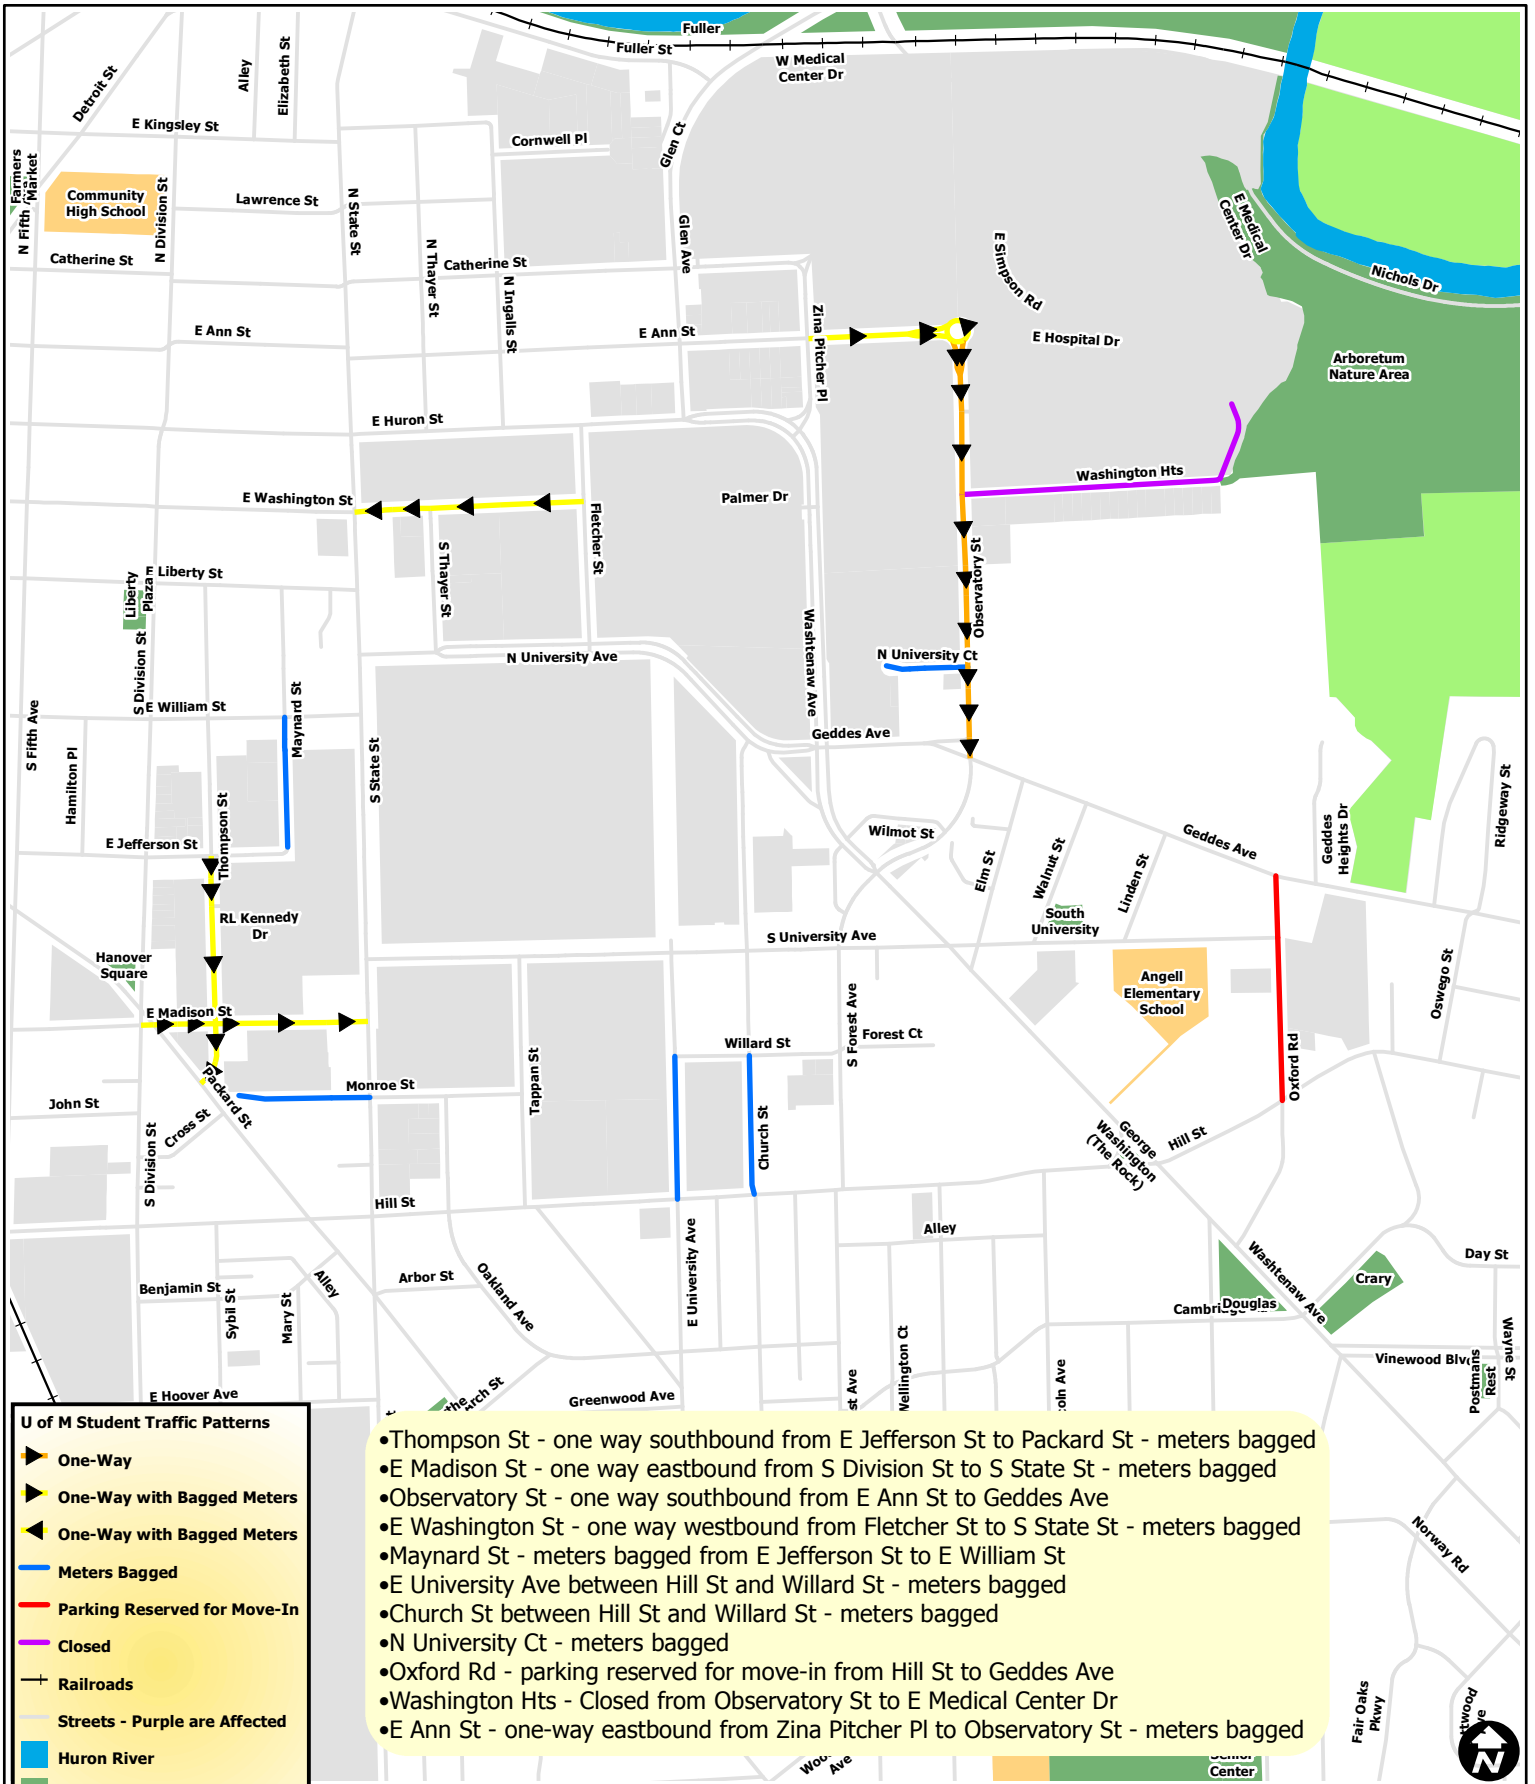 Fuller
Fuller St
W Medical
Center Dr
Detroit St
Alley
Elizabeth St
E Kingsley St
Cornwell Pl
Glen Ct
Farmers
Market
N Fifth
Community
High School
N Division St
Lawrence St
N State St
Glen Ave
E Medical
Center Dr
Catherine St
N Thayer St
Catherine St
N Ingalls St
E Simpson Rd
Nichols Dr
E Ann St
E Ann St
Zina Pitcher Pl
E Hospital Dr
Arboretum
Nature Area
E Huron St
Washington Hts
E Washington St
Palmer Dr
Fletcher St
S Thayer St
Observatory St
E Liberty St
Liberty
Plaza
S Division St
Washtenaw Ave
N University Ct
N University Ave
E William St
Maynard St
S Fifth Ave
Hamilton Pl
S State St
Geddes Ave
Ridgeway St
Thompson St
E Jefferson St
Wilmot St
Elm St
Walnut St
Linden St
Geddes Ave
Geddes
Heights Dr
RL Kennedy
Dr
South
University
S University Ave
Hanover
Square
Angell
Elementary
School
Oswego St
E Madison St
S Forest Ave
Forest Ct
Willard St
Tappan St
Oxford Rd
Packard St
Monroe St
John St
Cross St
Church St
George
Washington
(The Rock)
Hill St
S Division St
Hill St
Alley
E University Ave
Washtenaw Ave
Day St
Benjamin St
Sybil St
Mary St
Alley
Arbor St
Oakland Ave
Crary
Douglas
Wellington Ct
Vinewood Blvd
Wayne St
Postmans
Rest
E Hoover Ave
Greenwood Ave
U of M Student Traffic Patterns
One-Way
One-Way with Bagged Meters
One-Way with Bagged Meters
Meters Bagged
Parking Reserved for Move-In
Closed
Railroads
Streets - Purple are Affected
Huron River
•Thompson St - one way southbound from E Jefferson St to Packard St - meters bagged
•E Madison St - one way eastbound from S Division St to S State St - meters bagged
•Observatory St - one way southbound from E Ann St to Geddes Ave
•E Washington St - one way westbound from Fletcher St to S State St - meters bagged
•Maynard St - meters bagged from E Jefferson St to E William St
•E University Ave between Hill St and Willard St - meters bagged
•Church St between Hill St and Willard St - meters bagged
•N University Ct - meters bagged
•Oxford Rd - parking reserved for move-in from Hill St to Geddes Ave
•Washington Hts - Closed from Observatory St to E Medical Center Dr
•E Ann St - one-way eastbound from Zina Pitcher Pl to Observatory St - meters bagged
Norway Rd
Fair Oaks
Pkwy
Ave
Senior
Center
N